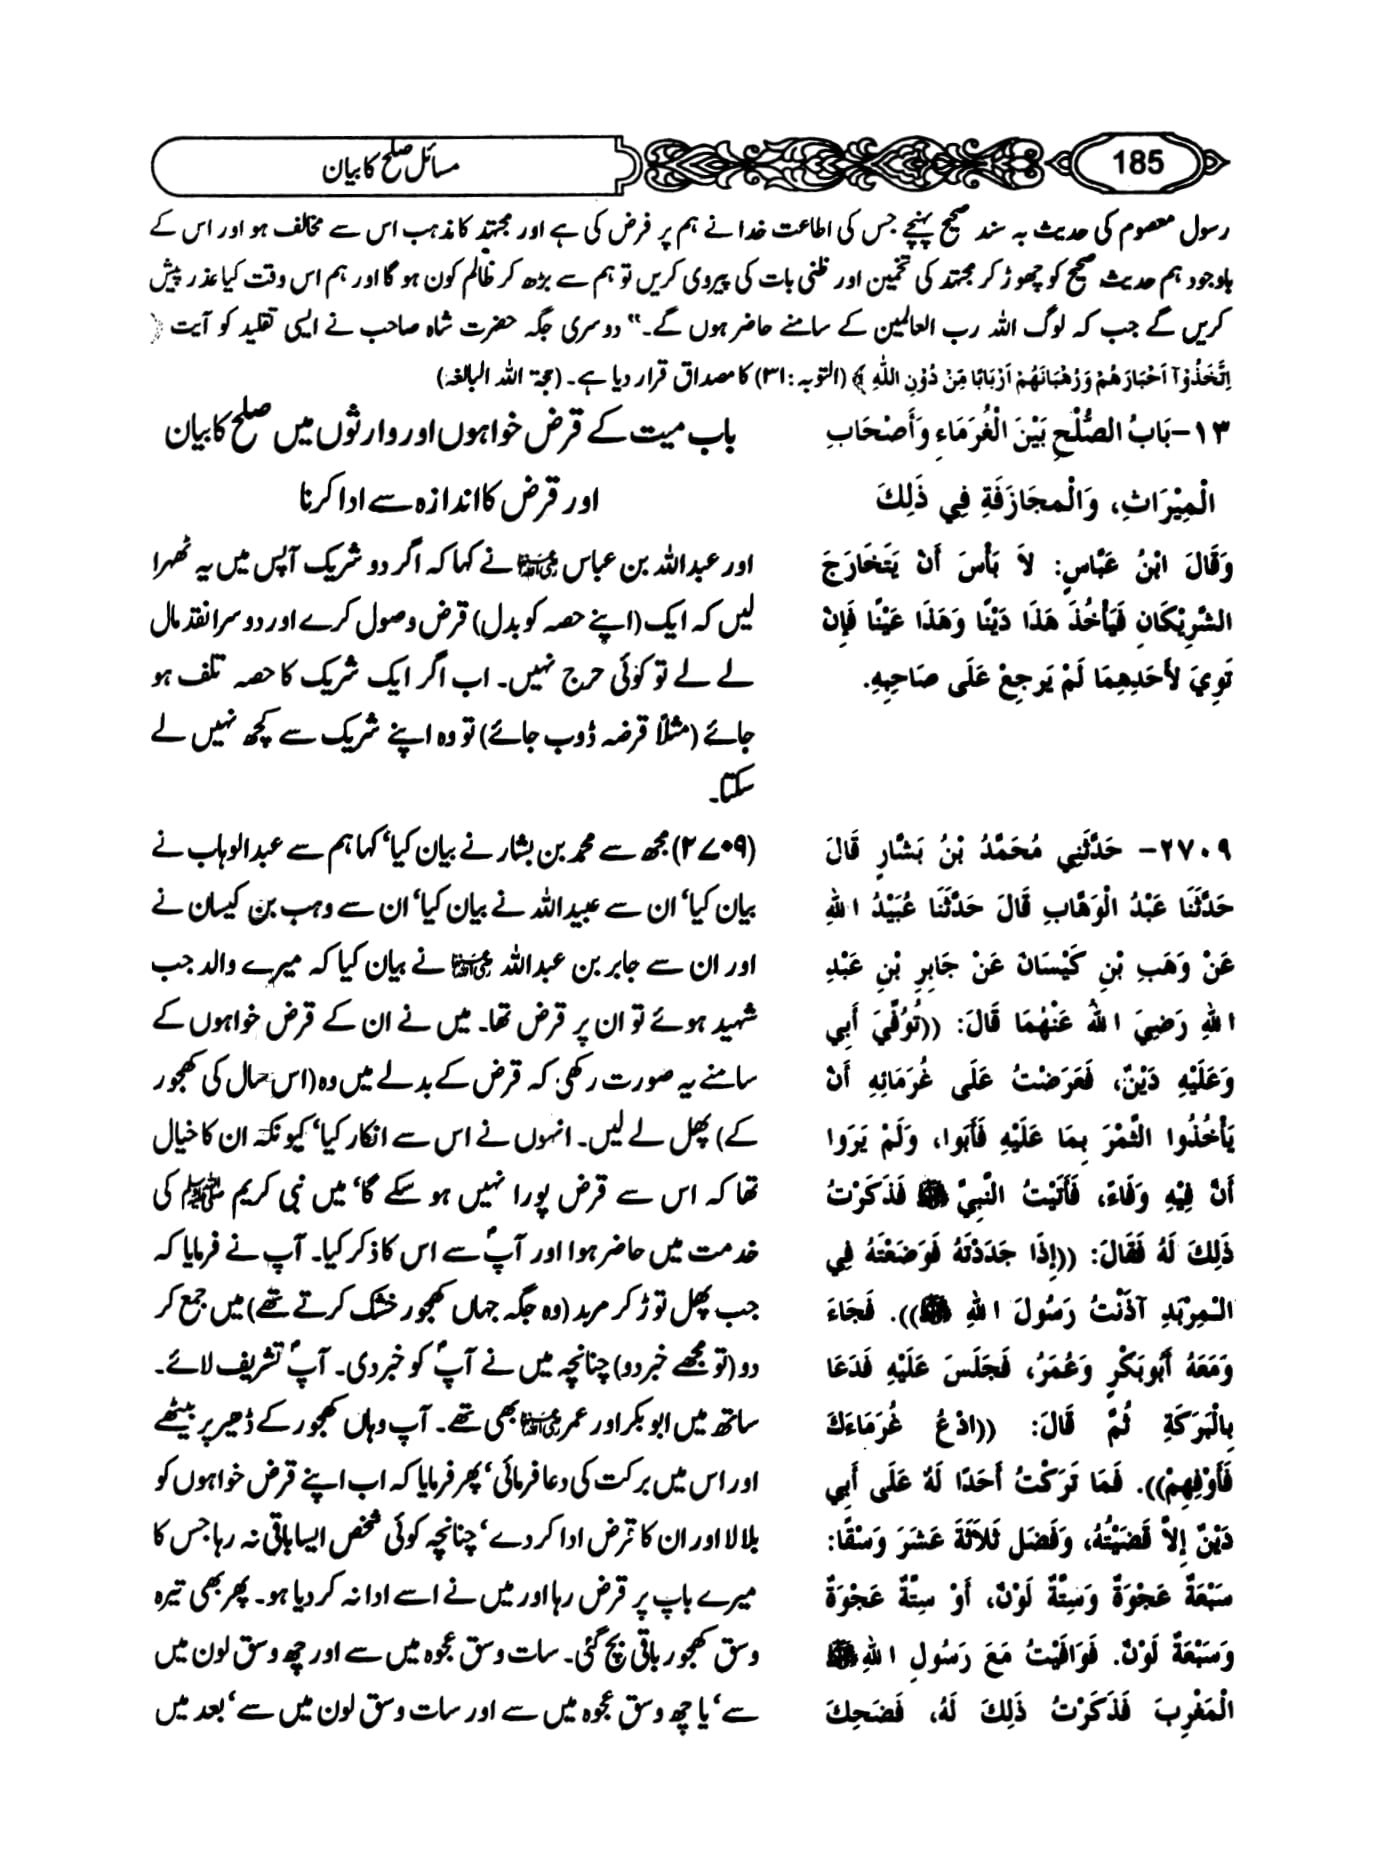 185
مسائل صلح کا بیان
رسول معصوم کی حدیث بہ سند صحیح پہنچے جس کی اطاعت خدا نے ہم پر فرض کی ہے اور مجتہد کا مذہب اس سے مخالف ہو اور اس کے
باوجود ہم حدیث صحیح کو چھوڑ کر مجتہد کی تخمین اور ظنی بات کی پیروی کریں تو ہم سے بڑھ کر ظالم کون ہو گا اور ہم اس وقت کیا عذر پیش
کریں گے جب کہ لوگ اللہ رب العالمین کے سامنے حاضر ہوں گے۔" دوسری جگہ حضرت شاہ صاحب نے ایسی تقلید کو آیت ﴿
اِتَّخَذُوْآ اَحْبَارَهُمْ وَرُهْبَانَهُمْ اَرْبَابًا مِّنْ دُوْنِ اللّٰهِ ﴾ (التوبہ:۳۱) کا مصداق قرار دیا ہے۔ (حجۃ اللہ البالغہ)
١٣- بَابُ الصُّلْحِ بَيْنَ الْغُرَمَاءِ وَأَصْحَابِ
الْمِيْرَاثِ، وَالْمجَازَفَةِ فِي ذَلِكَ
وَقَالَ ابْنُ عَبَّاسٍ: لاَ بَأْسَ أَنْ يَتَخَارَجَ
الشَّرِيْكَانِ فَيَأْخُذَ هَذَا دَيْنًا وَهَذَا عَيْنًا فَإِنْ
تَوِيَ لأَحَدِهِمَا لَمْ يَرجِعْ عَلَى صَاحِبِهِ.
٢٧٠٩- حَدَّثَنِي مُحَمَّدُ بْنُ بَشَّارٍ قَالَ
حَدَّثَنَا عَبْدُ الْوَهَّابِ قَالَ حَدَّثَنَا عُبَيْدُ اللهِ
عَنْ وَهَبِ بْنِ كَيْسَانَ عَنْ جَابِرِ بْنِ عَبْدِ
اللهِ رَضِيَ اللهُ عَنْهُمَا قَالَ: ((تُوُفِّيَ أَبِي
وَعَلَيْهِ دَيْنٌ، فَعَرَضْتُ عَلَى غُرَمَائِهِ أَنْ
يَأْخُذُوا الثَّمْرَ بِمَا عَلَيْهِ فَأَبَوا، وَلَمْ يَرَوا
أَنَّ فِيْهِ وَفَاءً، فَأَتَيْتُ النَّبِيَّ ﷺ فَذَكَرْتُ
ذَلِكَ لَهُ فَقَالَ: ((إِذَا جَدَدْتَهُ فَوَضَعْتَهُ فِي
الْـمِرْبَدِ آذَنْتُ رَسُولَ اللهِ ﷺ)). فَجَاءَ
وَمَعَهُ أَبُوبَكْرٍ وَعُمَرُ، فَجَلَسَ عَلَيْهِ فَدَعَا
بِالْبَرَكَةِ ثُمَّ قَالَ: ((ادْعُ غُرَمَاءَكَ
فَأَوْفِهِمْ)). فَمَا تَرَكْتُ أَحَدًا لَهُ عَلَى أَبِي
دَيْنٌ إِلاَّ قَضَيْتُهُ، وَفَضَل ثَلاَثَةَ عَشَرَ وَسْقًا:
سَبْعَةٌ عَجْوَةٌ وَسِتَّةٌ لَوْنٌ، أَوْ سِتَّةٌ عَجْوَةٌ
وَسَبْعَةٌ لَوْنٌ. فَوَافَيْتُ مَعَ رَسُولِ اللهِ ﷺ
الْمَغْرِبَ فَذَكَرْتُ ذَلِكَ لَهُ، فَضَحِكَ
باب میت کے قرض خواہوں اور وارثوں میں صلح کا بیان
اور قرض کا اندازہ سے ادا کرنا
اور عبداللہ بن عباس رضی اللہ عنہما نے کہا کہ اگر دو شریک آپس میں یہ ٹھہرا
لیں کہ ایک (اپنے حصہ کو بدل) قرض وصول کرے اور دوسرا نقد مال
لے لے تو کوئی حرج نہیں۔ اب اگر ایک شریک کا حصہ تلف ہو
جائے (مثلاً قرضہ ڈوب جائے) تو وہ اپنے شریک سے کچھ نہیں لے
سکتا۔
(۲۷۰۹) مجھ سے محمد بن بشار نے بیان کیا، کہا ہم سے عبدالوہاب نے
بیان کیا، ان سے عبید اللہ نے بیان کیا، ان سے وہب بن کیسان نے
اور ان سے جابر بن عبداللہ رضی اللہ عنہما نے بیان کیا کہ میرے والد جب
شہید ہوئے تو ان پر قرض تھا۔ میں نے ان کے قرض خواہوں کے
سامنے یہ صورت رکھی کہ قرض کے بدلے میں وہ (اس سال کی کھجور
کے) پھل لے لیں۔ انہوں نے اس سے انکار کیا، کیونکہ ان کا خیال
تھا کہ اس سے قرض پورا نہیں ہو سکے گا، میں نبی کریم ﷺ کی
خدمت میں حاضر ہوا اور آپؐ سے اس کا ذکر کیا۔ آپ نے فرمایا کہ
جب پھل توڑ کر مربد (وہ جگہ جہاں کھجور خشک کرتے تھے) میں جمع کر
دو (تو مجھے خبر دو) چنانچہ میں نے آپؐ کو خبر دی۔ آپؐ تشریف لائے۔
ساتھ میں ابوبکر اور عمر رضی اللہ عنہما بھی تھے۔ آپ وہاں کھجور کے ڈھیر پر بیٹھے
اور اس میں برکت کی دعا فرمائی، پھر فرمایا کہ اب اپنے قرض خواہوں کو
بلا لا اور ان کا قرض ادا کر دے، چنانچہ کوئی شخص ایسا باقی نہ رہا جس کا
میرے باپ پر قرض رہا اور میں نے اسے ادا نہ کر دیا ہو۔ پھر بھی تیرہ
وسق کھجور باقی بچ گئی۔ سات وسق عجوہ میں سے اور چھ وسق لون میں
سے، یا چھ وسق عجوہ میں سے اور سات وسق لون میں سے، بعد میں